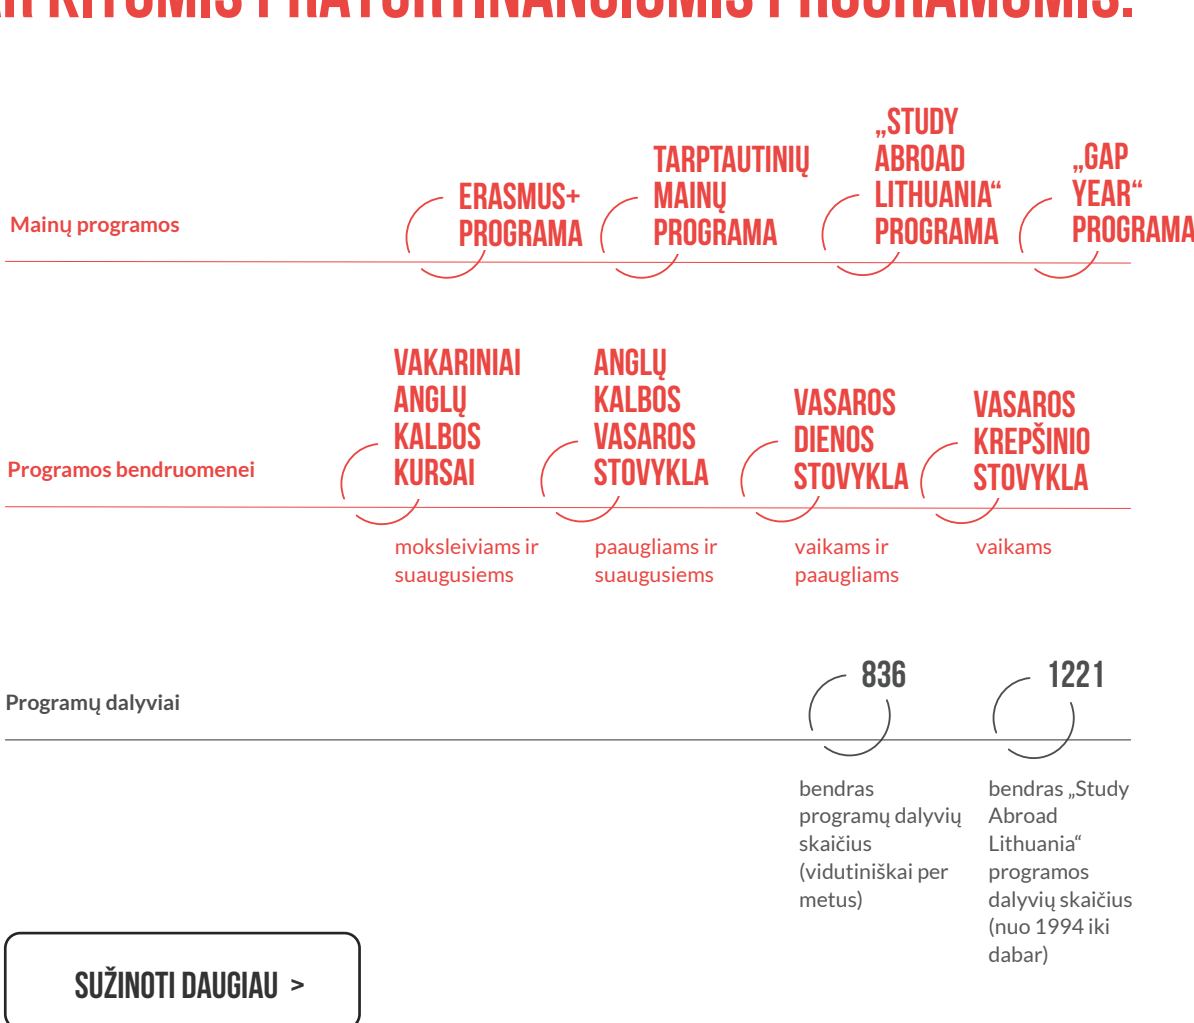 KITOMIS PRATURTINANČIOMIS PROGRAMOMIS:
Mainų programos
ERASMUS+
PROGRAMA
TARPTAUTINIŲ
MAINŲ
PROGRAMA
„STUDY
ABROAD
LITHUANIA“
PROGRAMA
„GAP
YEAR“
PROGRAMA
Programos bendruomenei
VAKARINIAI
ANGLŲ
KALBOS
KURSAI
moksleiviams ir
suaugusiems
ANGLŲ
KALBOS
VASAROS
STOVYKLA
paaugliams ir
suaugusiems
VASAROS
DIENOS
STOVYKLA
vaikams ir
paaugliams
VASAROS
KREPŠINIO
STOVYKLA
vaikams
Programų dalyviai
836
bendras
programų dalyvių
skaičius
(vidutiniškai per
metus)
1221
bendras „Study
Abroad
Lithuania“
programos
dalyvių skaičius
(nuo 1994 iki
dabar)
SUŽINOTI DAUGIAU >